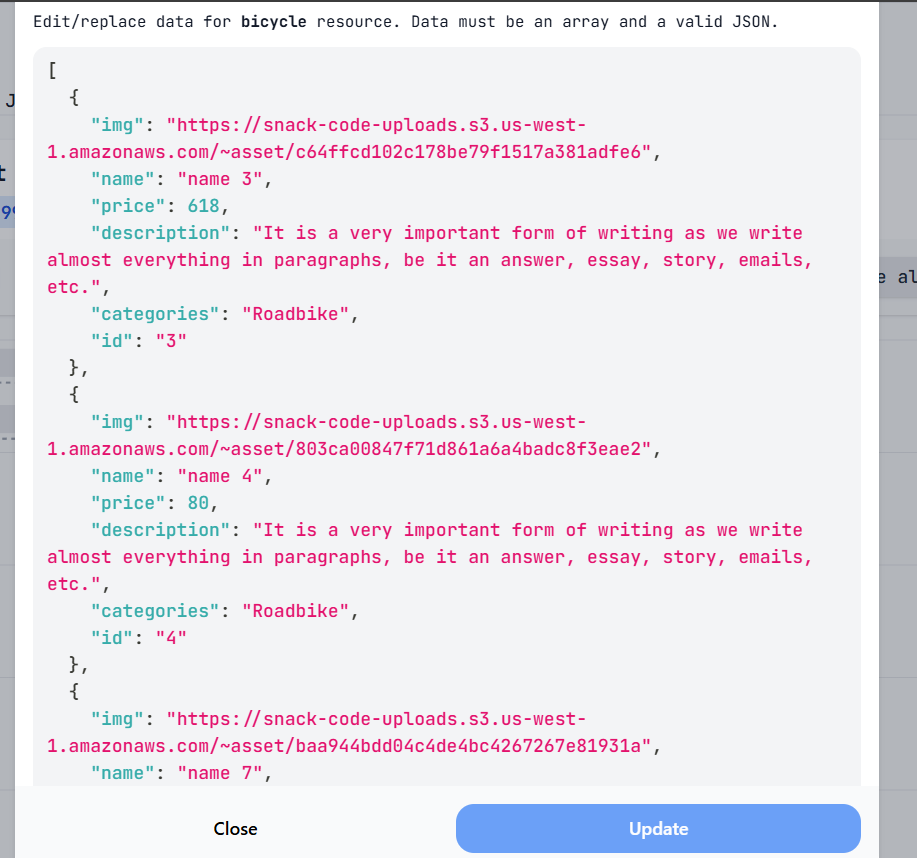 Edit/replace data for bicycle resource. Data must be an array and a valid JSON.
[
  {
    "img": "https://snack-code-uploads.s3.us-west-
1.amazonaws.com/~asset/c64ffcd102c178be79f1517a381adfe6",
    "name": "name 3",
    "price": 618,
    "description": "It is a very important form of writing as we write
almost everything in paragraphs, be it an answer, essay, story, emails,
etc.",
    "categories": "Roadbike",
    "id": "3"
  },
  {
    "img": "https://snack-code-uploads.s3.us-west-
1.amazonaws.com/~asset/803ca00847f71d861a6a4badc8f3eae2",
    "name": "name 4",
    "price": 80,
    "description": "It is a very important form of writing as we write
almost everything in paragraphs, be it an answer, essay, story, emails,
etc.",
    "categories": "Roadbike",
    "id": "4"
  },
  {
    "img": "https://snack-code-uploads.s3.us-west-
1.amazonaws.com/~asset/baa944bdd04c4de4bc4267267e81931a",
    "name": "name 7",
Close
Update